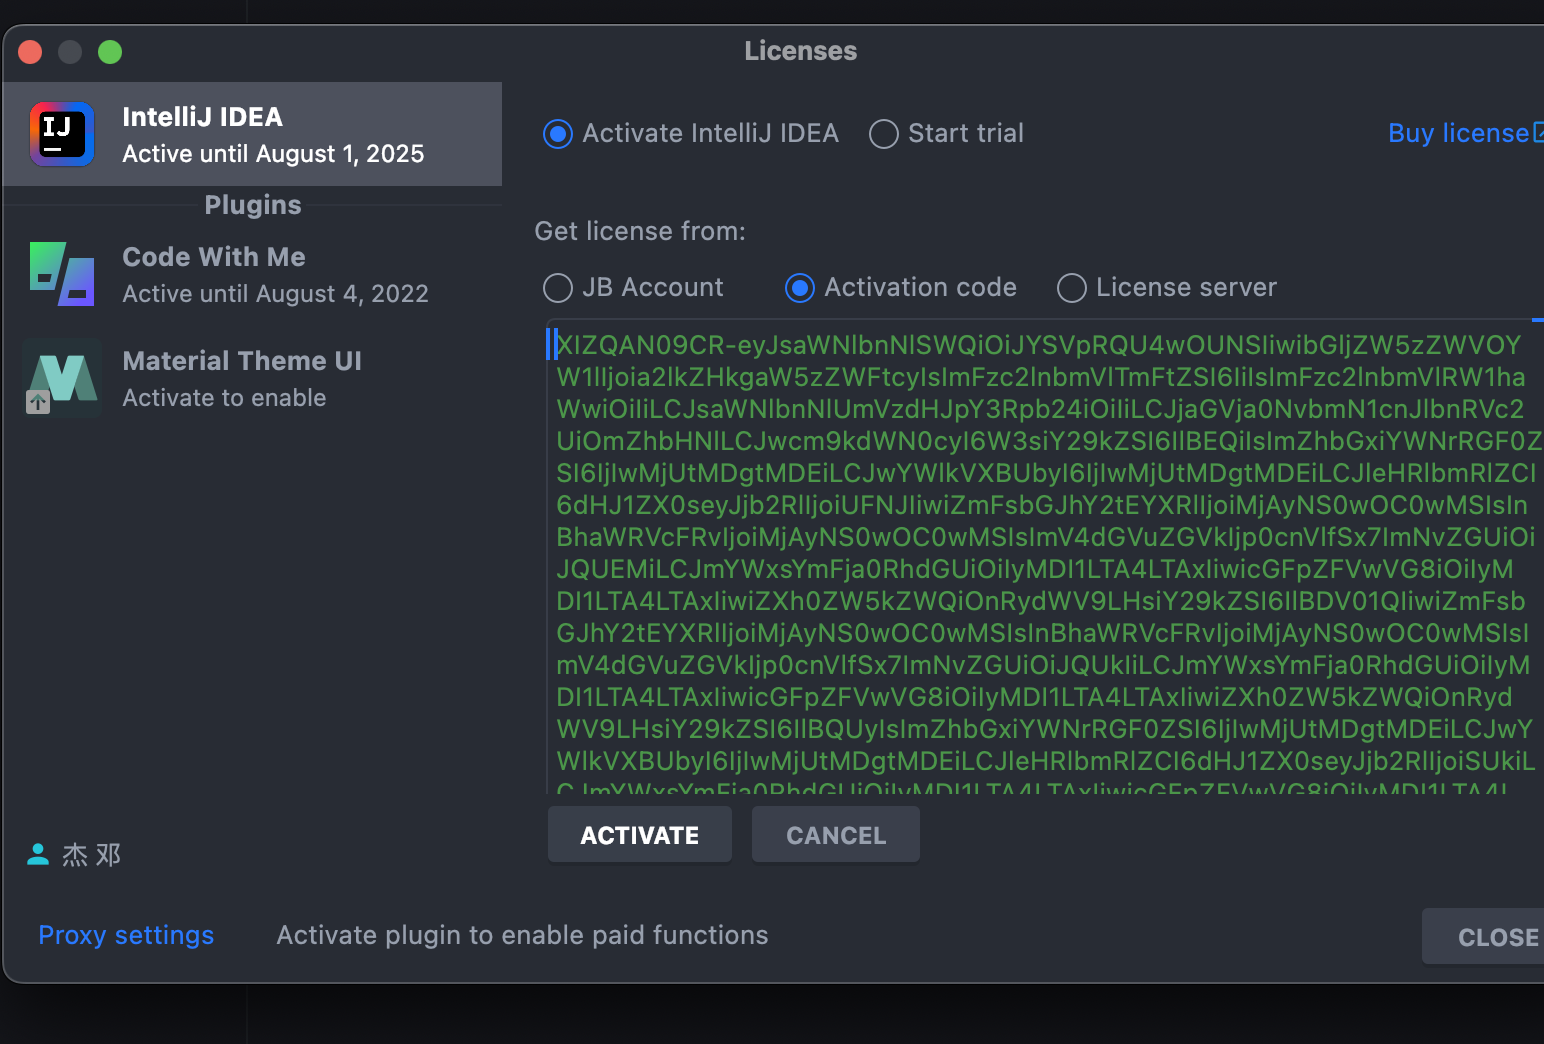 Licenses
IntelliJ IDEA
Active until August 1, 2025
Activate IntelliJ IDEA
Start trial
Buy license
Plugins
Code With Me
Active until August 4, 2022
Material Theme UI
Activate to enable
Get license from:
JB Account
Activation code
License server
XIZQAN09CR-eyJsaWNlbnNlSWQiOiJYSVpRQU4wOUNSIiwibGljZW5zZWVOY
W1lIjoia2lkZHkgaW5zZWFtcyIsImFzc2lnbmVlTmFtZSI6IiIsImFzc2lnbmVlRW1ha
WwiOiIiLCJsaWNlbnNlUmVzdHJpY3Rpb24iOiIiLCJjaGVja0NvbmN1cnJlbnRVc2
UiOmZhbHNlLCJwcm9kdWN0cyI6W3siY29kZSI6IlBEQiIsImZhbGxiYWNrRGF0Z
SI6IjIwMjUtMDgtMDEiLCJwYWlkVXBUbyI6IjIwMjUtMDgtMDEiLCJleHRlbmRlZCI
6dHJ1ZX0seyJjb2RlIjoiUFNJIiwiZmFsbGJhY2tEYXRlIjoiMjAyNS0wOC0wMSIsIn
BhaWRVcFRvIjoiMjAyNS0wOC0wMSIsImV4dGVuZGVkIjp0cnVlfSx7ImNvZGUiOi
JQUEMiLCJmYWxsYmFja0RhdGUiOiIyMDI1LTA4LTAxIiwicGFpZFVwVG8iOiIyM
DI1LTA4LTAxIiwiZXh0ZW5kZWQiOnRydWV9LHsiY29kZSI6IlBDV01QIiwiZmFsb
GJhY2tEYXRlIjoiMjAyNS0wOC0wMSIsInBhaWRVcFRvIjoiMjAyNS0wOC0wMSIsI
mV4dGVuZGVkIjp0cnVlfSx7ImNvZGUiOiJQUkIiLCJmYWxsYmFja0RhdGUiOiIyM
DI1LTA4LTAxIiwicGFpZFVwVG8iOiIyMDI1LTA4LTAxIiwiZXh0ZW5kZWQiOnRyd
WV9LHsiY29kZSI6IlBQUyIsImZhbGxiYWNrRGF0ZSI6IjIwMjUtMDgtMDEiLCJwY
WlkVXBUbyI6IjIwMjUtMDgtMDEiLCJleHRlbmRlZCI6dHJ1ZX0seyJjb2RlIjoiSUkiL
ACTIVATE
CANCEL
杰 邓
Proxy settings
Activate plugin to enable paid functions
CLOSE